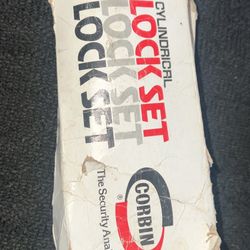 CYLINDRICAL
LOCK SET
LOCK SET
LOCK SET
CORBIN
®
The Security